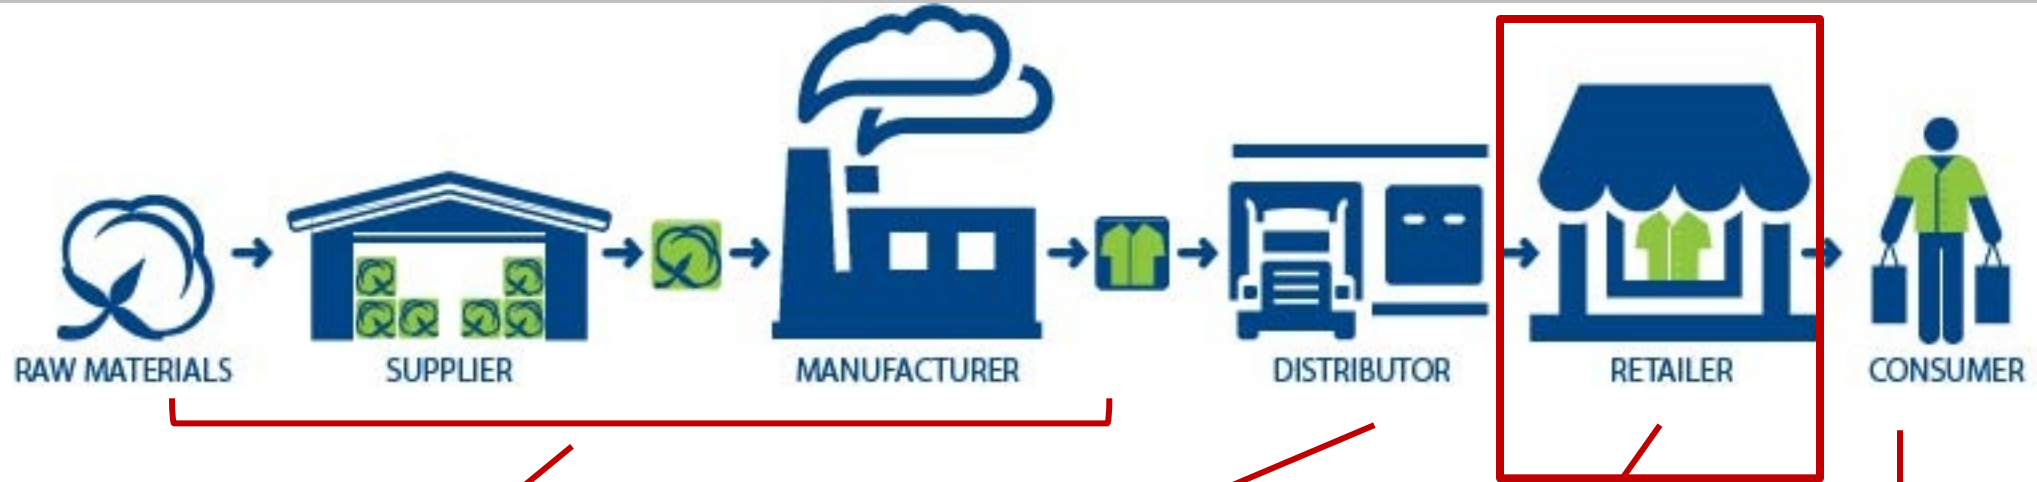 RAW MATERIALS
SUPPLIER
MANUFACTURER
DISTRIBUTOR
RETAILER
CONSUMER